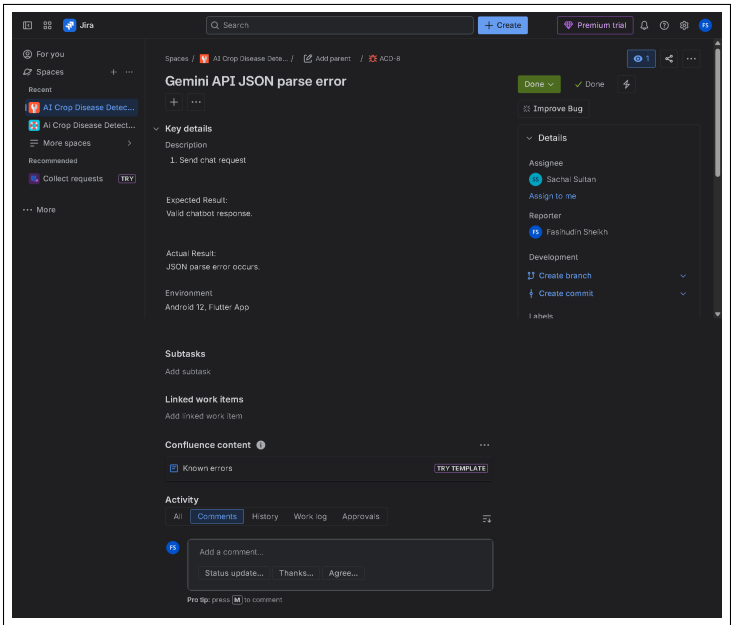 Jira
Search
+ Create
Premium trial
FS
For you
Spaces
Recent
AI Crop Disease Detec...
Ai Crop Disease Detect...
More spaces
Recommended
Collect requests
TRY
More
Spaces / AI Crop Disease Dete... / Add parent / ACD-8
1
Gemini API JSON parse error
Done
Done
Improve Bug
Key details
Description
1. Send chat request
Expected Result:
Valid chatbot response.
Actual Result:
JSON parse error occurs.
Environment
Android 12, Flutter App
Details
Assignee
SS
Sachal Sultan
Assign to me
Reporter
FS
Fasihudin Sheikh
Development
Create branch
Create commit
Labels
Subtasks
Add subtask
Linked work items
Add linked work item
Confluence content
Known errors
TRY TEMPLATE
Activity
All
Comments
History
Work log
Approvals
FS
Add a comment...
Status update...
Thanks...
Agree...
Pro tip: press M to comment